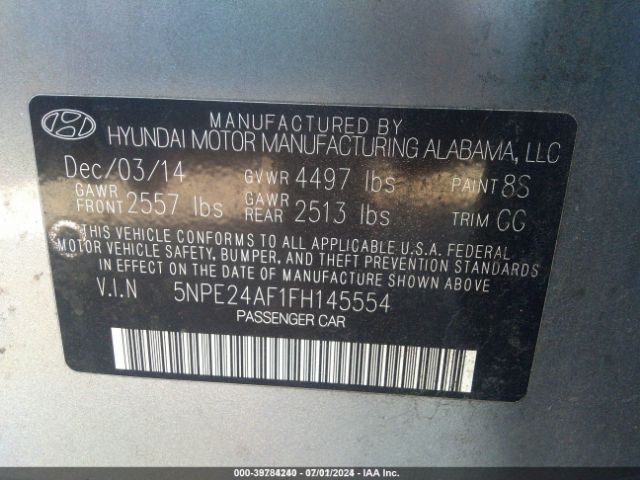 MANUFACTURED BY
HYUNDAI MOTOR MANUFACTURING ALABAMA, LLC
Dec/03/14 GVWR 4497 lbs PAINT 8S
GAWR FRONT 2557 lbs GAWR REAR 2513 lbs TRIM GG
THIS VEHICLE CONFORMS TO ALL APPLICABLE U.S.A. FEDERAL
MOTOR VEHICLE SAFETY, BUMPER, AND THEFT PREVENTION STANDARDS
IN EFFECT ON THE DATE OF MANUFACTURE SHOWN ABOVE.
V.I.N 5NPE24AF1FH145554
PASSENGER CAR
000-39784240 - 07/01/2024 - IAA Inc.